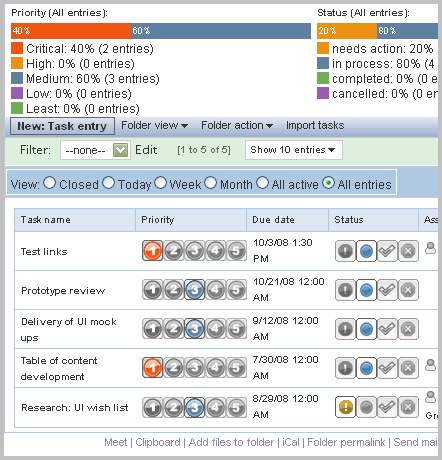 Priority (All entries):
40% 60%
Critical: 40% (2 entries)
High: 0% (0 entries)
Medium: 60% (3 entries)
Low: 0% (0 entries)
Least: 0% (0 entries)
Status (All entries):
20% 80%
needs action: 20%
in process: 80% (4
completed: 0% (0 e
cancelled: 0% (0 en
New: Task entry Folder view Folder action Import tasks
Filter: --none-- Edit [1 to 5 of 5] Show 10 entries
View: Closed Today Week Month All active All entries
Task name Priority Due date Status Ass
Test links 1 2 3 4 5 10/3/08 1:30
PM
Prototype review 1 2 3 4 5 10/21/08 12:00
AM
Delivery of UI mock
ups 1 2 3 4 5 9/12/08 12:00
AM
Table of content
development 1 2 3 4 5 7/30/08 12:00
AM
Research: UI wish list 1 2 3 4 5 8/29/08 12:00
AM Gro
Meet | Clipboard | Add files to folder | iCal | Folder permalink | Send mai